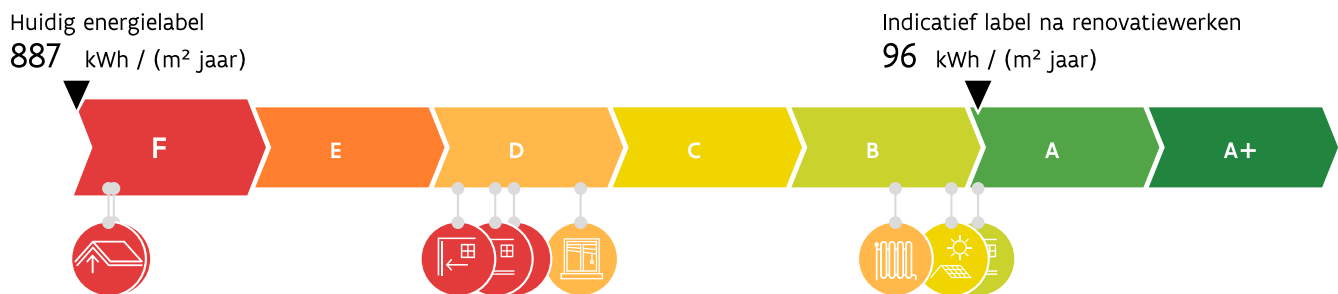 Huidig energielabel
887 kWh / (m² jaar)
Indicatief label na renovatiewerken
96 kWh / (m² jaar)
F E D C B A A+